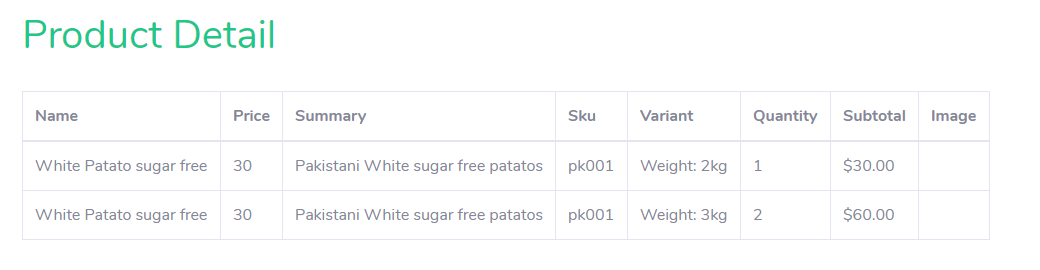 Product Detail
Name Price Summary Sku Variant Quantity Subtotal Image
White Patato sugar free 30 Pakistani White sugar free patatos pk001 Weight: 2kg 1 $30.00
White Patato sugar free 30 Pakistani White sugar free patatos pk001 Weight: 3kg 2 $60.00